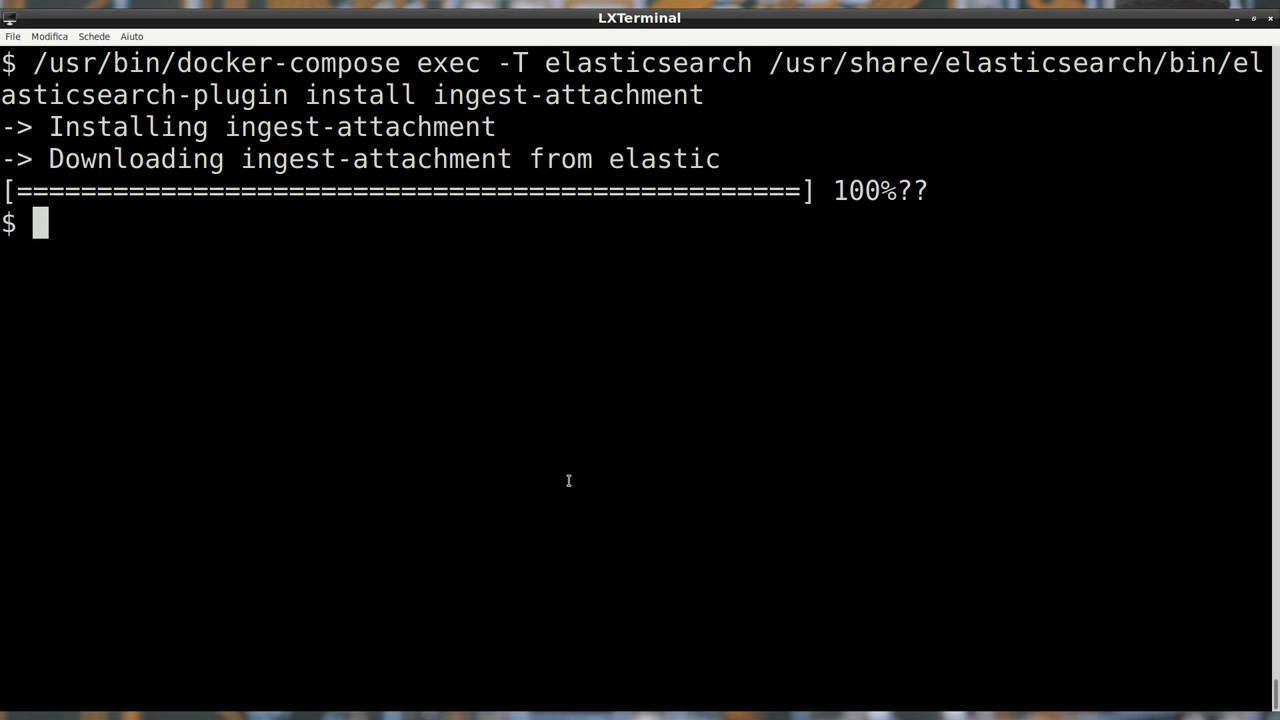 LXTerminal
File Modifica Schede Aiuto
$ /usr/bin/docker-compose exec -T elasticsearch /usr/share/elasticsearch/bin/el
asticsearch-plugin install ingest-attachment
-> Installing ingest-attachment
-> Downloading ingest-attachment from elastic
[=================================================] 100%??
$